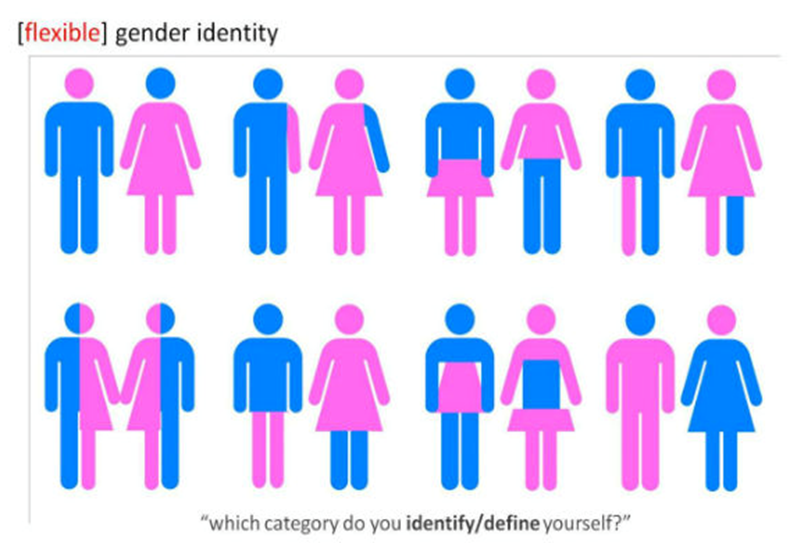 [flexible] gender identity
“which category do you identify/define yourself?”